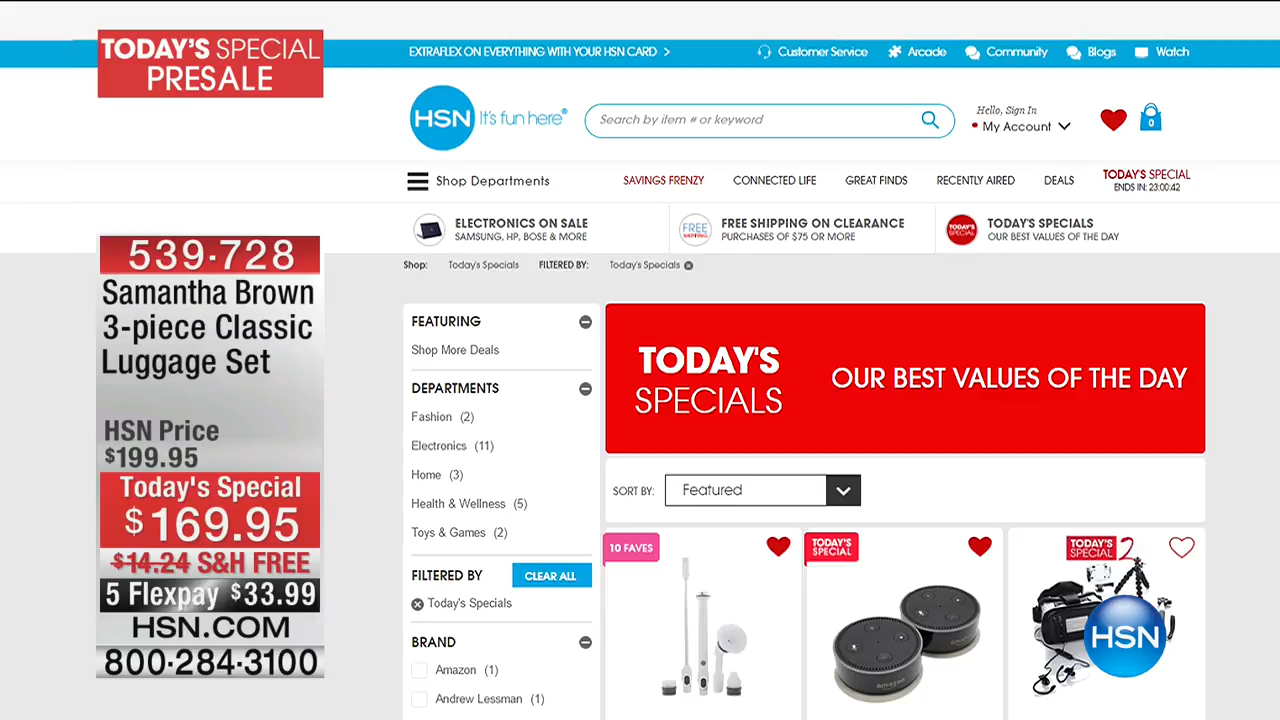 TODAY'S SPECIAL
PRESALE
EXTRAFLEX ON EVERYTHING WITH YOUR HSN CARD >
Customer Service
Arcade
Community
Blogs
Watch
HSN It's fun here®
Search by item # or keyword
Hello, Sign In
My Account
0
Shop Departments
SAVINGS FRENZY
CONNECTED LIFE
GREAT FINDS
RECENTLY AIRED
DEALS
TODAY'S SPECIAL
ENDS IN: 23:00:42
ELECTRONICS ON SALE
SAMSUNG, HP, BOSE & MORE
FREE
SHIPPING
FREE SHIPPING ON CLEARANCE
PURCHASES OF $75 OR MORE
TODAY'S
SPECIAL
TODAY'S SPECIALS
OUR BEST VALUES OF THE DAY
Shop:
Today's Specials
FILTERED BY:
Today's Specials
539-728
Samantha Brown
3-piece Classic
Luggage Set
HSN Price
$199.95
Today's Special
$169.95
$14.24 S&H FREE
5 Flexpay $33.99
HSN.COM
800-284-3100
FEATURING
Shop More Deals
DEPARTMENTS
Fashion (2)
Electronics (11)
Home (3)
Health & Wellness (5)
Toys & Games (2)
FILTERED BY
CLEAR ALL
Today's Specials
BRAND
Amazon (1)
Andrew Lessman (1)
TODAY'S
SPECIALS
OUR BEST VALUES OF THE DAY
SORT BY:
Featured
10 FAVES
TODAY'S
SPECIAL
amazon
TODAY'S
SPECIAL 2
HSN